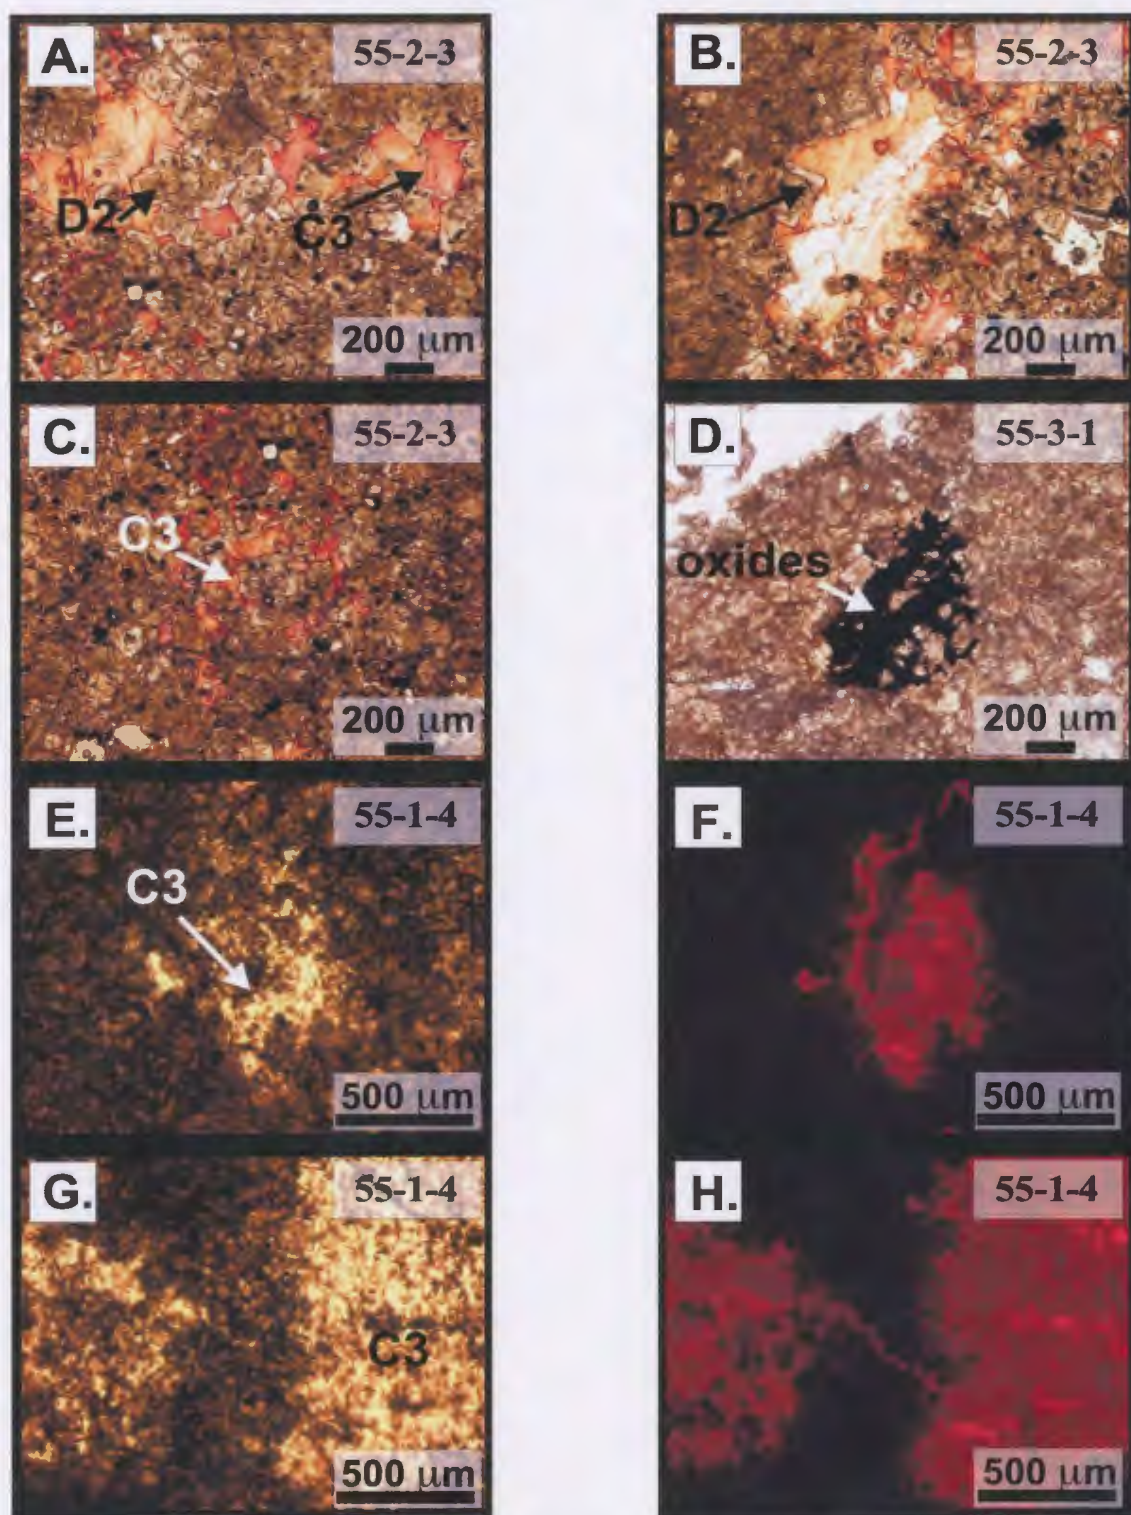 A. 55-2-3
D2 C3
200 µm
B. 55-2-3
D2
200 µm
C. 55-2-3
C3
200 µm
D. 55-3-1
oxides
200 µm
E. 55-1-4
C3
500 µm
F. 55-1-4
500 µm
G. 55-1-4
C3
500 µm
H. 55-1-4
500 µm